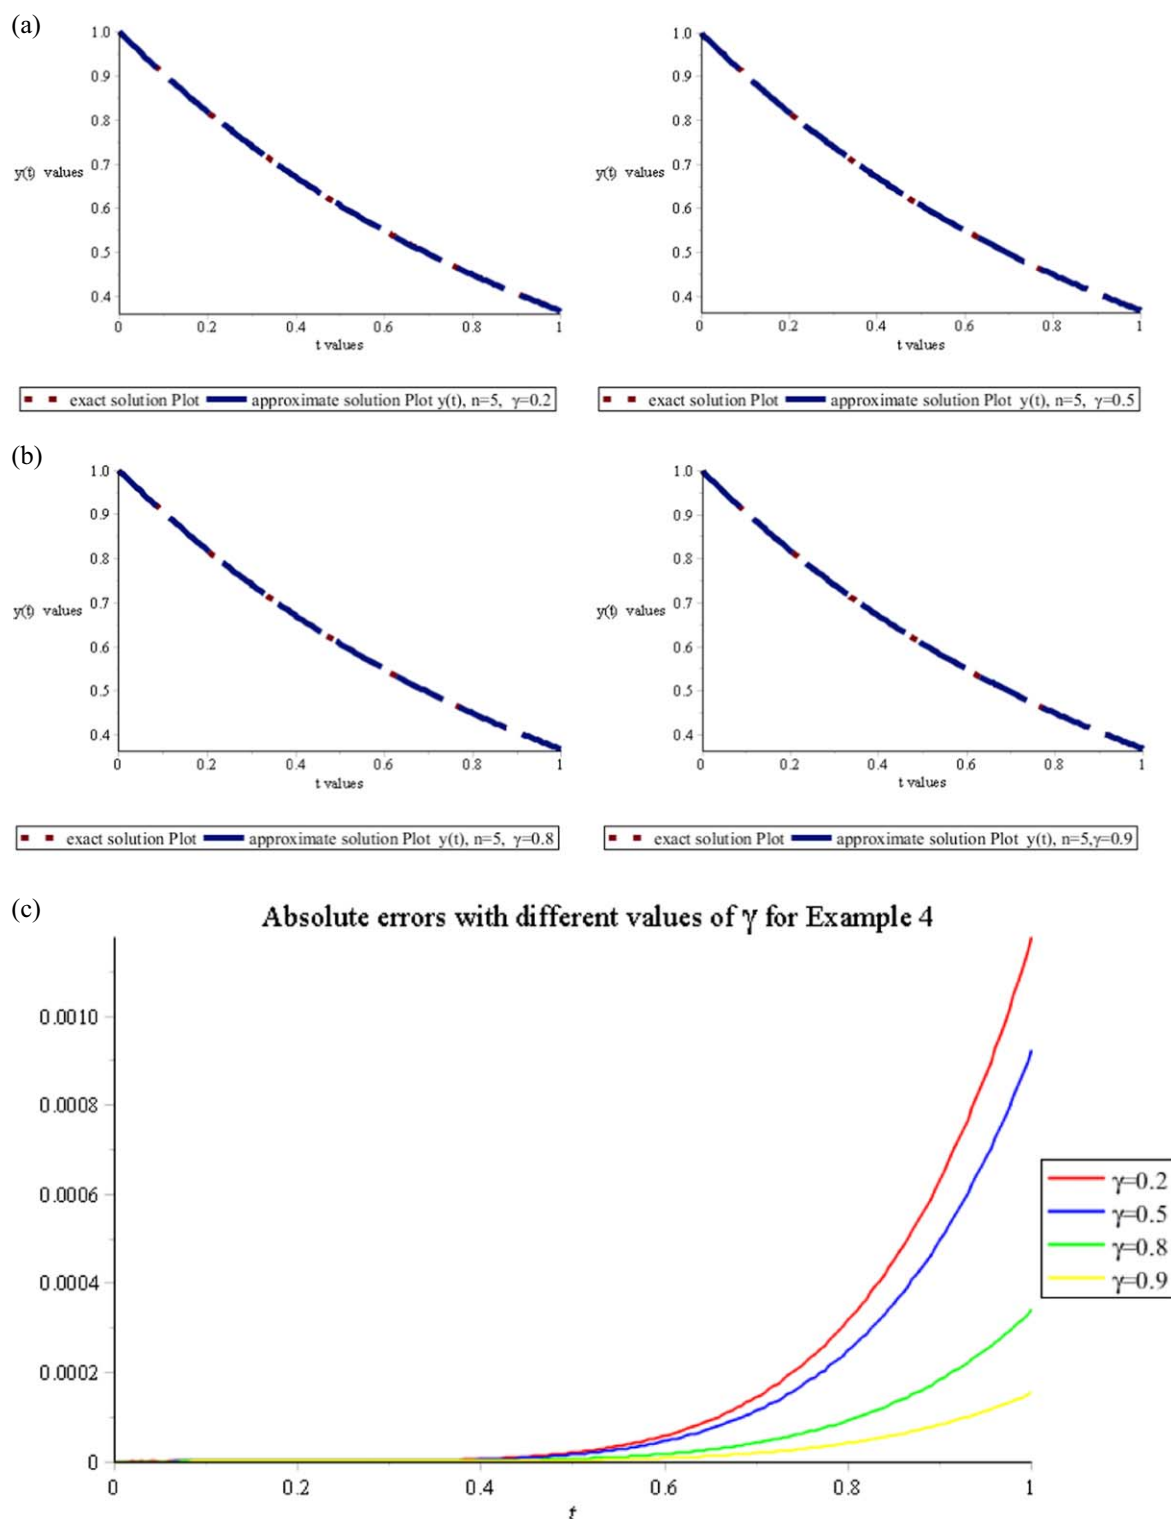 (a)
1.0
0.9
0.8
0.7
y(t) values
0.6
0.5
0.4
0 0.2 0.4 0.6 0.8 1
t values
exact solution Plot approximate solution Plot y(t), n=5, γ=0.2
1.0
0.9
0.8
0.7
y(t) values
0.6
0.5
0.4
0 0.2 0.4 0.6 0.8 1
t values
exact solution Plot approximate solution Plot y(t), n=5, γ=0.5
(b)
1.0
0.9
0.8
0.7
y(t) values
0.6
0.5
0.4
0 0.2 0.4 0.6 0.8 1
t values
exact solution Plot approximate solution Plot y(t), n=5, γ=0.8
1.0
0.9
0.8
0.7
y(t) values
0.6
0.5
0.4
0 0.2 0.4 0.6 0.8 1
t values
exact solution Plot approximate solution Plot y(t), n=5,γ=0.9
(c)
Absolute errors with different values of γ for Example 4
0.0010
0.0008
0.0006
0.0004
0.0002
0
0 0.2 0.4 0.6 0.8 1
t
γ=0.2
γ=0.5
γ=0.8
γ=0.9